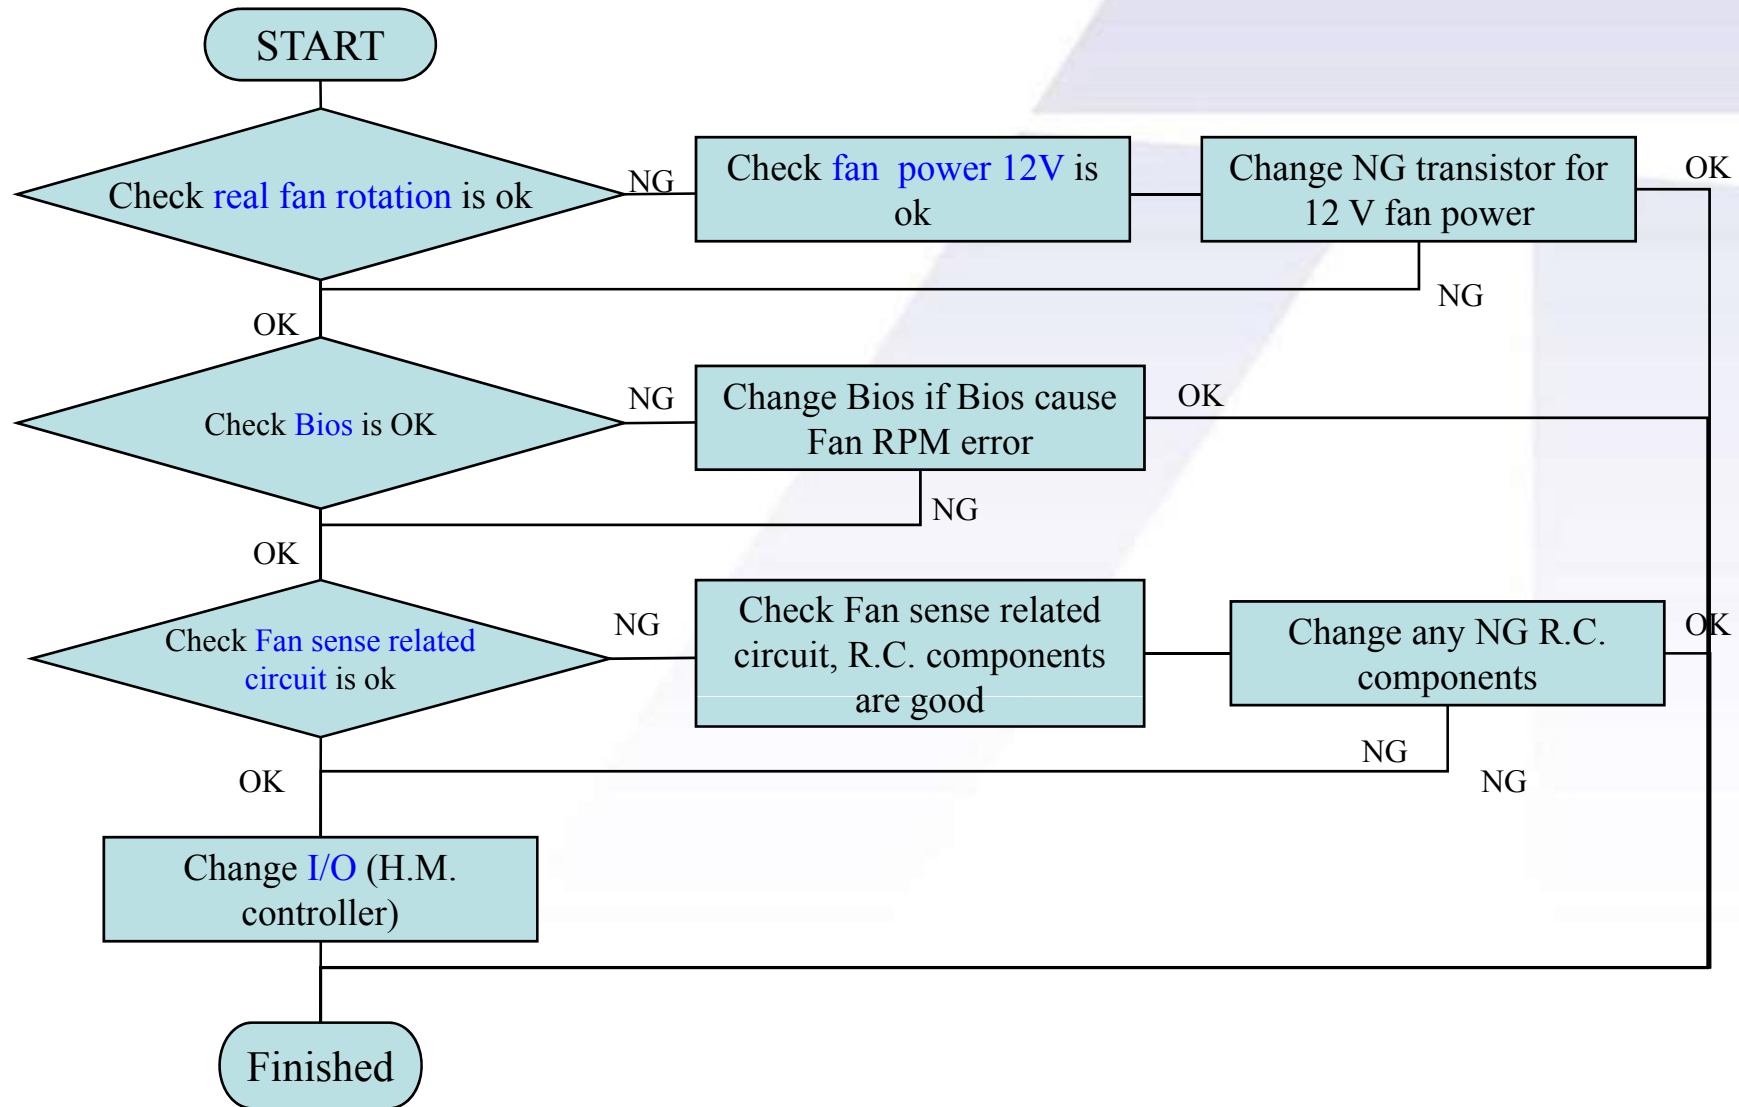 START
Check real fan rotation is ok
NG
Check fan power 12V is
ok
Change NG transistor for
12 V fan power
OK
NG
OK
Check Bios is OK
NG
Change Bios if Bios cause
Fan RPM error
OK
NG
OK
Check Fan sense related
circuit is ok
NG
Check Fan sense related
circuit, R.C. components
are good
Change any NG R.C.
components
OK
NG
NG
OK
Change I/O (H.M.
controller)
Finished